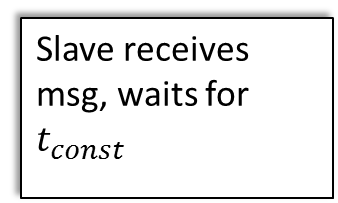 Slave receives
msg, waits for
t_const